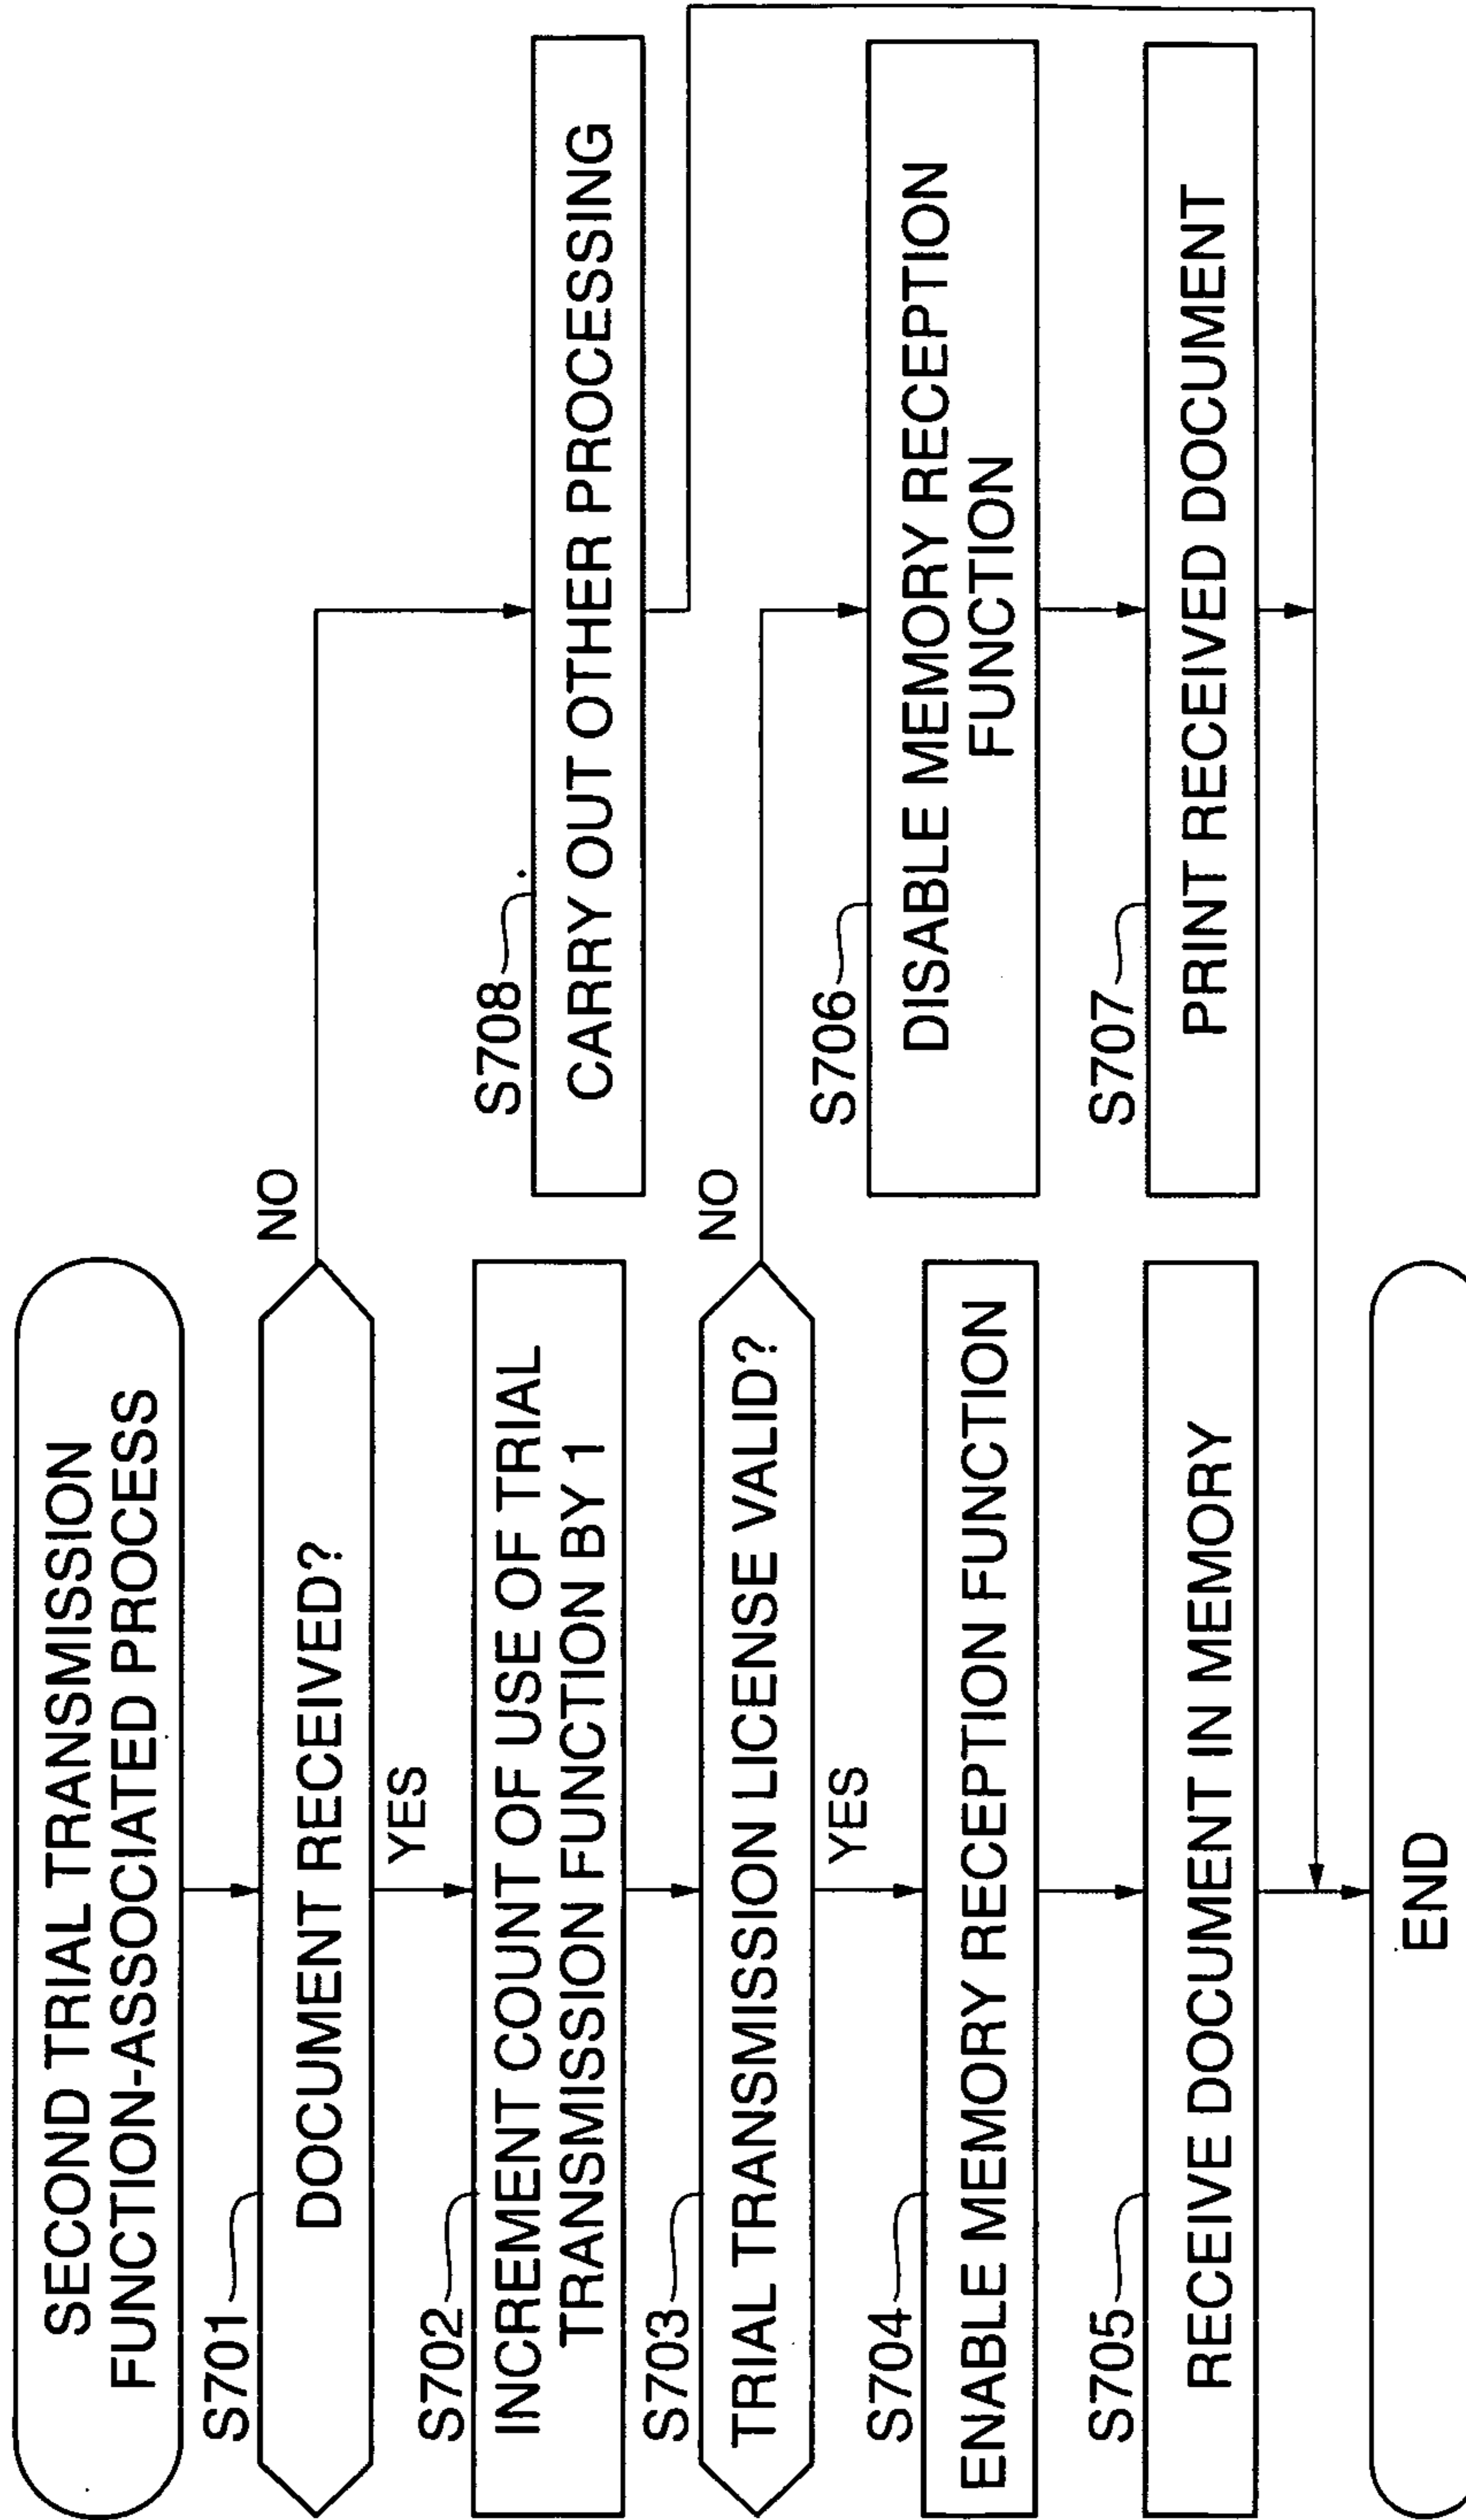 SECOND TRIAL TRANSMISSION
FUNCTION-ASSOCIATED PROCESS
S701
DOCUMENT RECEIVED?
NO
YES
S702
INCREMENT COUNT OF USE OF TRIAL
TRANSMISSION FUNCTION BY 1
S708
CARRY OUT OTHER PROCESSING
S703
TRIAL TRANSMISSION LICENSE VALID?
NO
YES
S704
ENABLE MEMORY RECEPTION FUNCTION
S706
DISABLE MEMORY RECEPTION
FUNCTION
S705
RECEIVE DOCUMENT IN MEMORY
S707
PRINT RECEIVED DOCUMENT
END